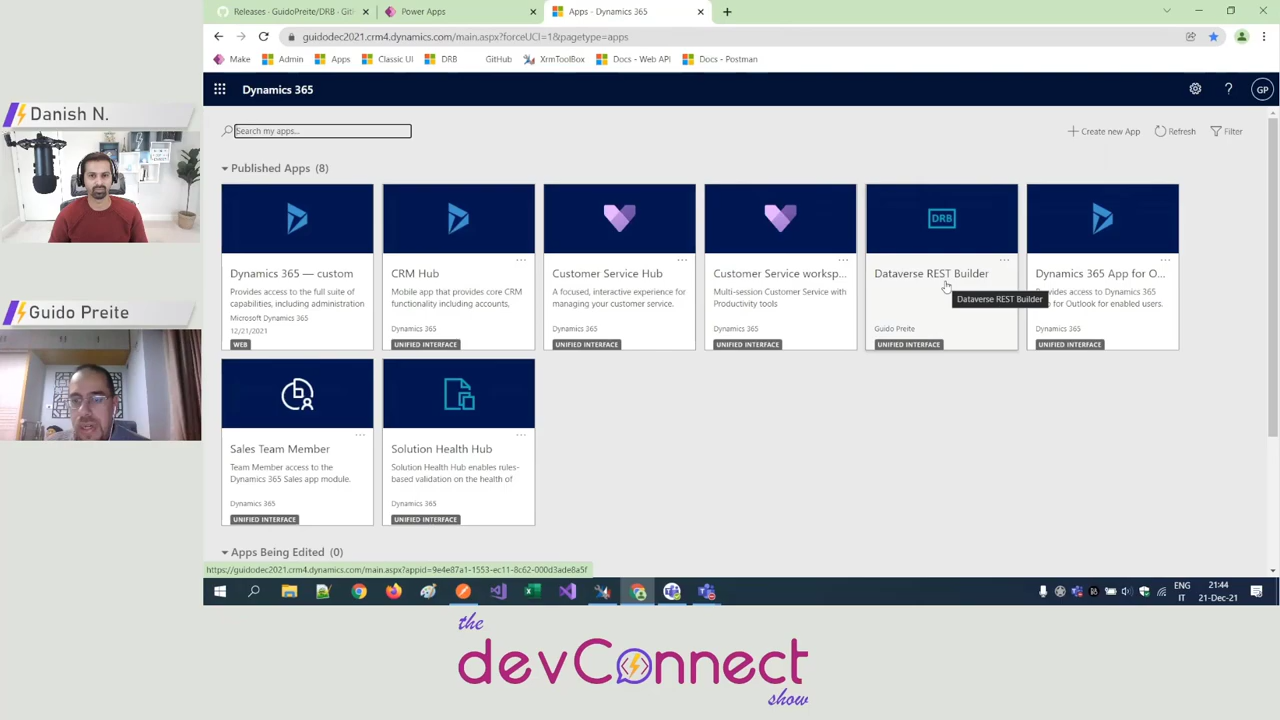 Releases - GuidoPreite/DRB - Git
Power Apps
Apps - Dynamics 365
guidodec2021.crm4.dynamics.com/main.aspx?forceUCI=1&pagetype=apps
Make
Admin
Apps
Classic UI
DRB
GitHub
XrmToolBox
Docs - Web API
Docs - Postman
Dynamics 365
GP
Danish N.
Guido Preite
Search my apps...
Create new App
Refresh
Filter
Published Apps (8)
Dynamics 365 — custom
Provides access to the full suite of
capabilities, including administration
Microsoft Dynamics 365
12/21/2021
WEB
CRM Hub
Mobile app that provides core CRM
functionality including accounts,
Dynamics 365
UNIFIED INTERFACE
Customer Service Hub
A focused, interactive experience for
managing your customer service.
Dynamics 365
UNIFIED INTERFACE
Customer Service worksp...
Multi-session Customer Service with
Productivity tools
Dynamics 365
UNIFIED INTERFACE
DRB
Dataverse REST Builder
Dataverse REST Builder
Guido Preite
UNIFIED INTERFACE
Dynamics 365 App for O...
Provides access to Dynamics 365
for Outlook for enabled users.
Dynamics 365
UNIFIED INTERFACE
Sales Team Member
Team Member access to the
Dynamics 365 Sales app module.
Dynamics 365
UNIFIED INTERFACE
Solution Health Hub
Solution Health Hub enables rules-
based validation on the health of
Dynamics 365
UNIFIED INTERFACE
Apps Being Edited (0)
https://guidodec2021.crm4.dynamics.com/main.aspx?appid=9e4e87a1-1553-ec11-8c62-000d3ade8a5f
ENG
IT
21:44
21-Dec-21
the
devConnect
show